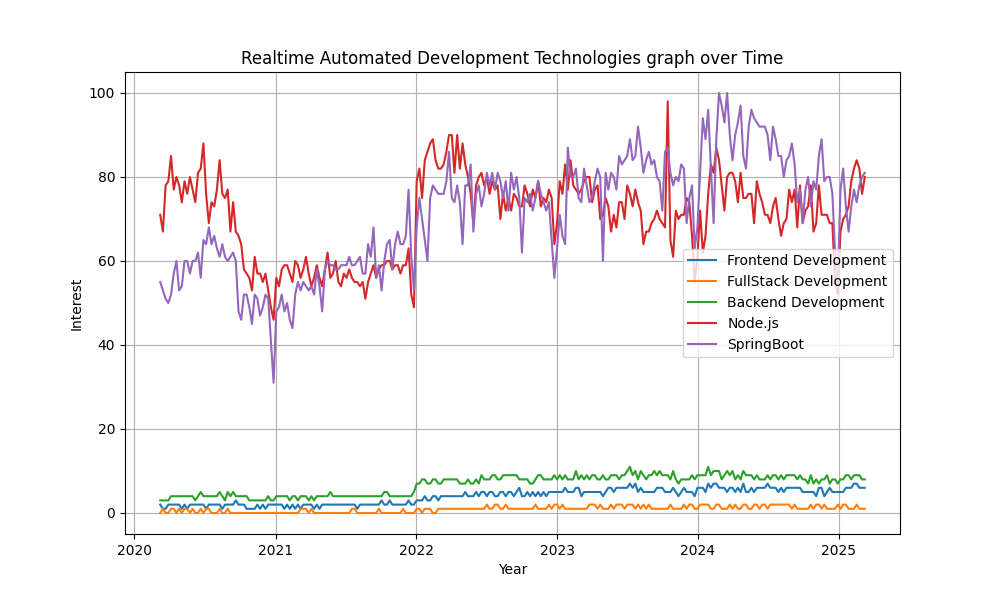 Realtime Automated Development Technologies graph over Time
100
80
60
40
20
0
Interest
Frontend Development
FullStack Development
Backend Development
Node.js
SpringBoot
2020 2021 2022 2023 2024 2025
Year